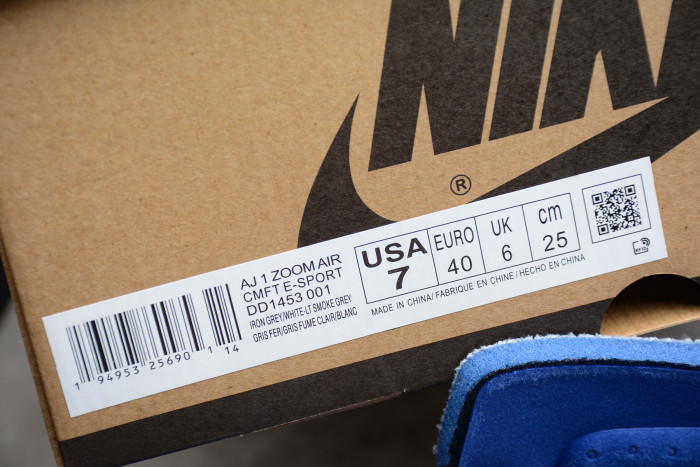 NIKE
®
AJ 1 ZOOM AIR
CMFT E-SPORT
DD1453 001
IRON GREY/WHITE-LT SMOKE GREY
GRIS FER/GRIS FUME CLAIR/BLANC
1 94953 25690 1 14
USA
7
EURO
40
UK
6
cm
25
MADE IN CHINA/FABRIQUE EN CHINE/HECHO EN CHINA
RFID